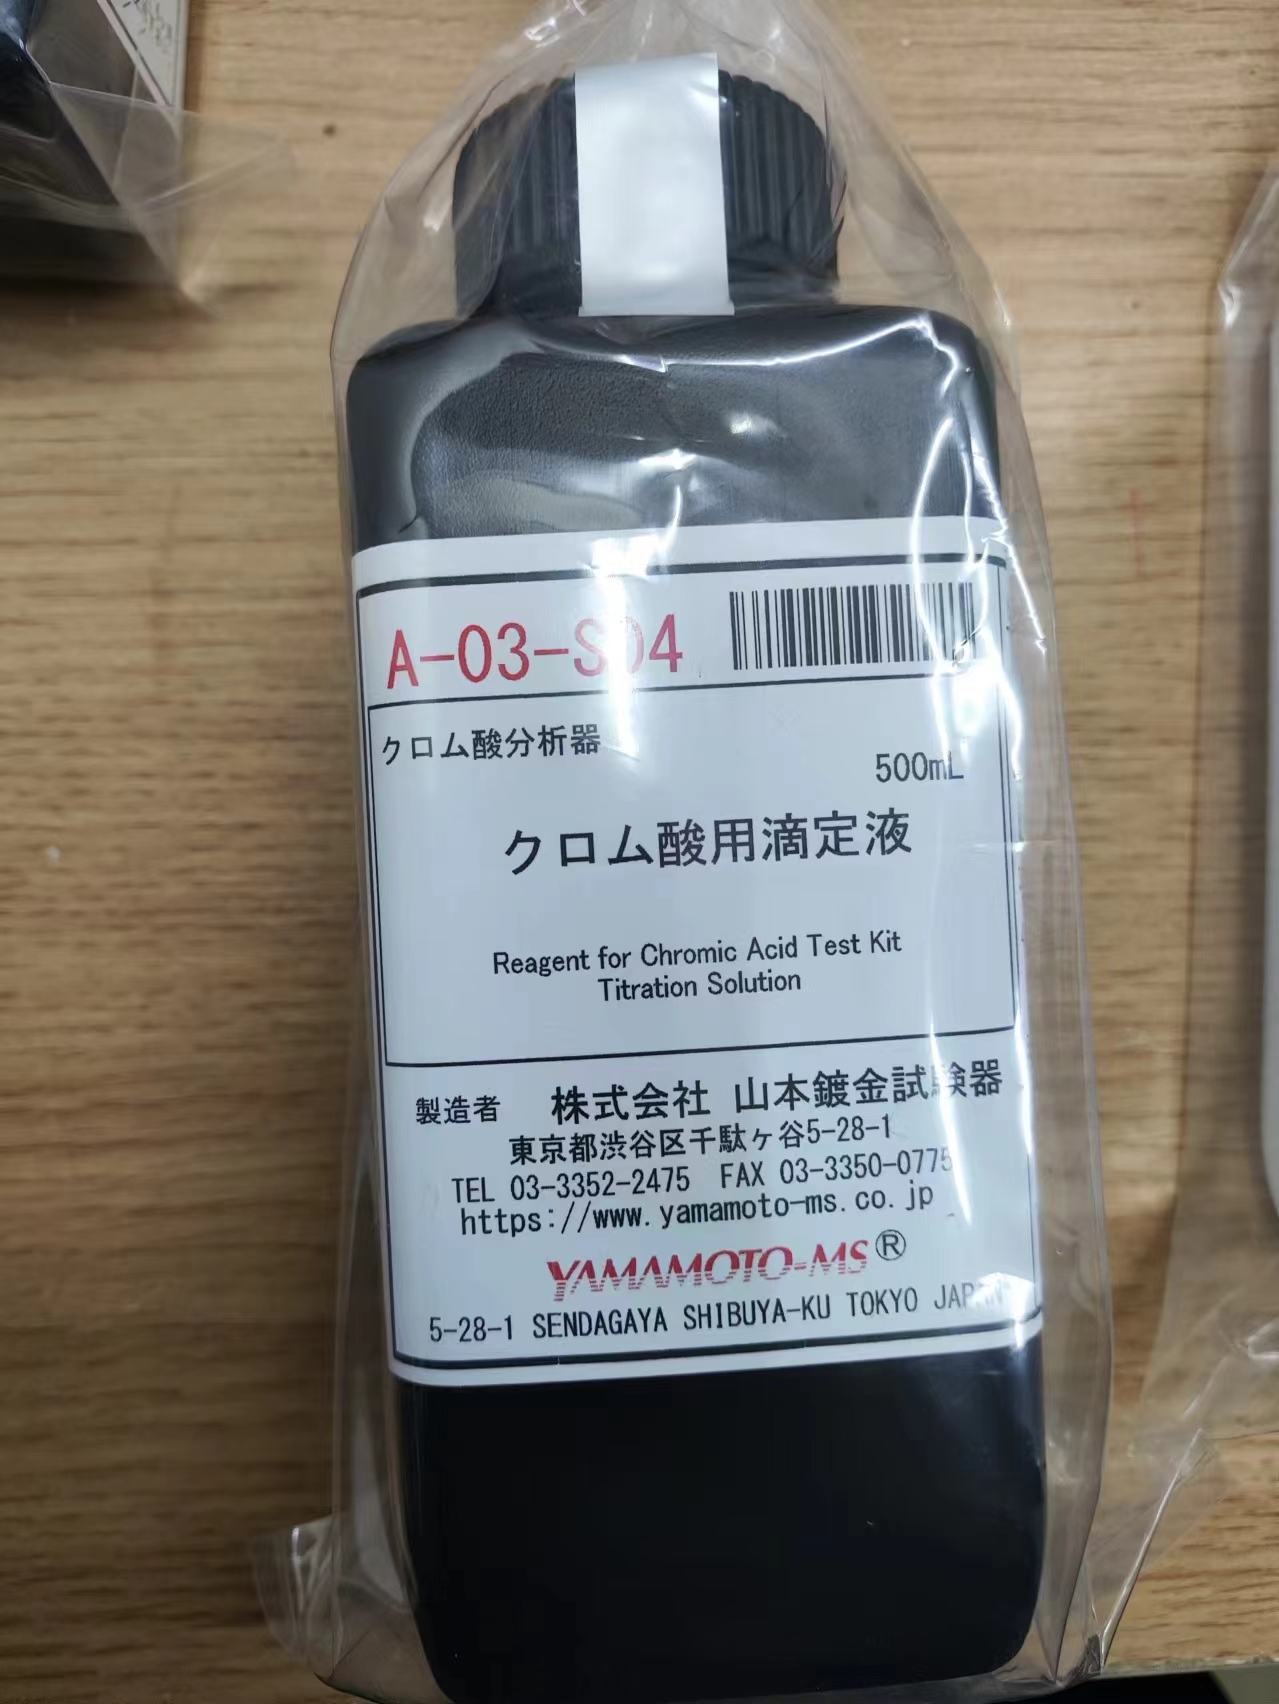 A-03-S04
クロム酸分析器
500mL
クロム酸用滴定液
Reagent for Chromic Acid Test Kit
Titration Solution
製造者 株式会社 山本鍍金試験器
東京都渋谷区千駄ヶ谷5-28-1
TEL 03-3352-2475 FAX 03-3350-0775
https://www.yamamoto-ms.co.jp
YAMAMOTO-MS®
5-28-1 SENDAGAYA SHIBUYA-KU TOKYO JAPAN